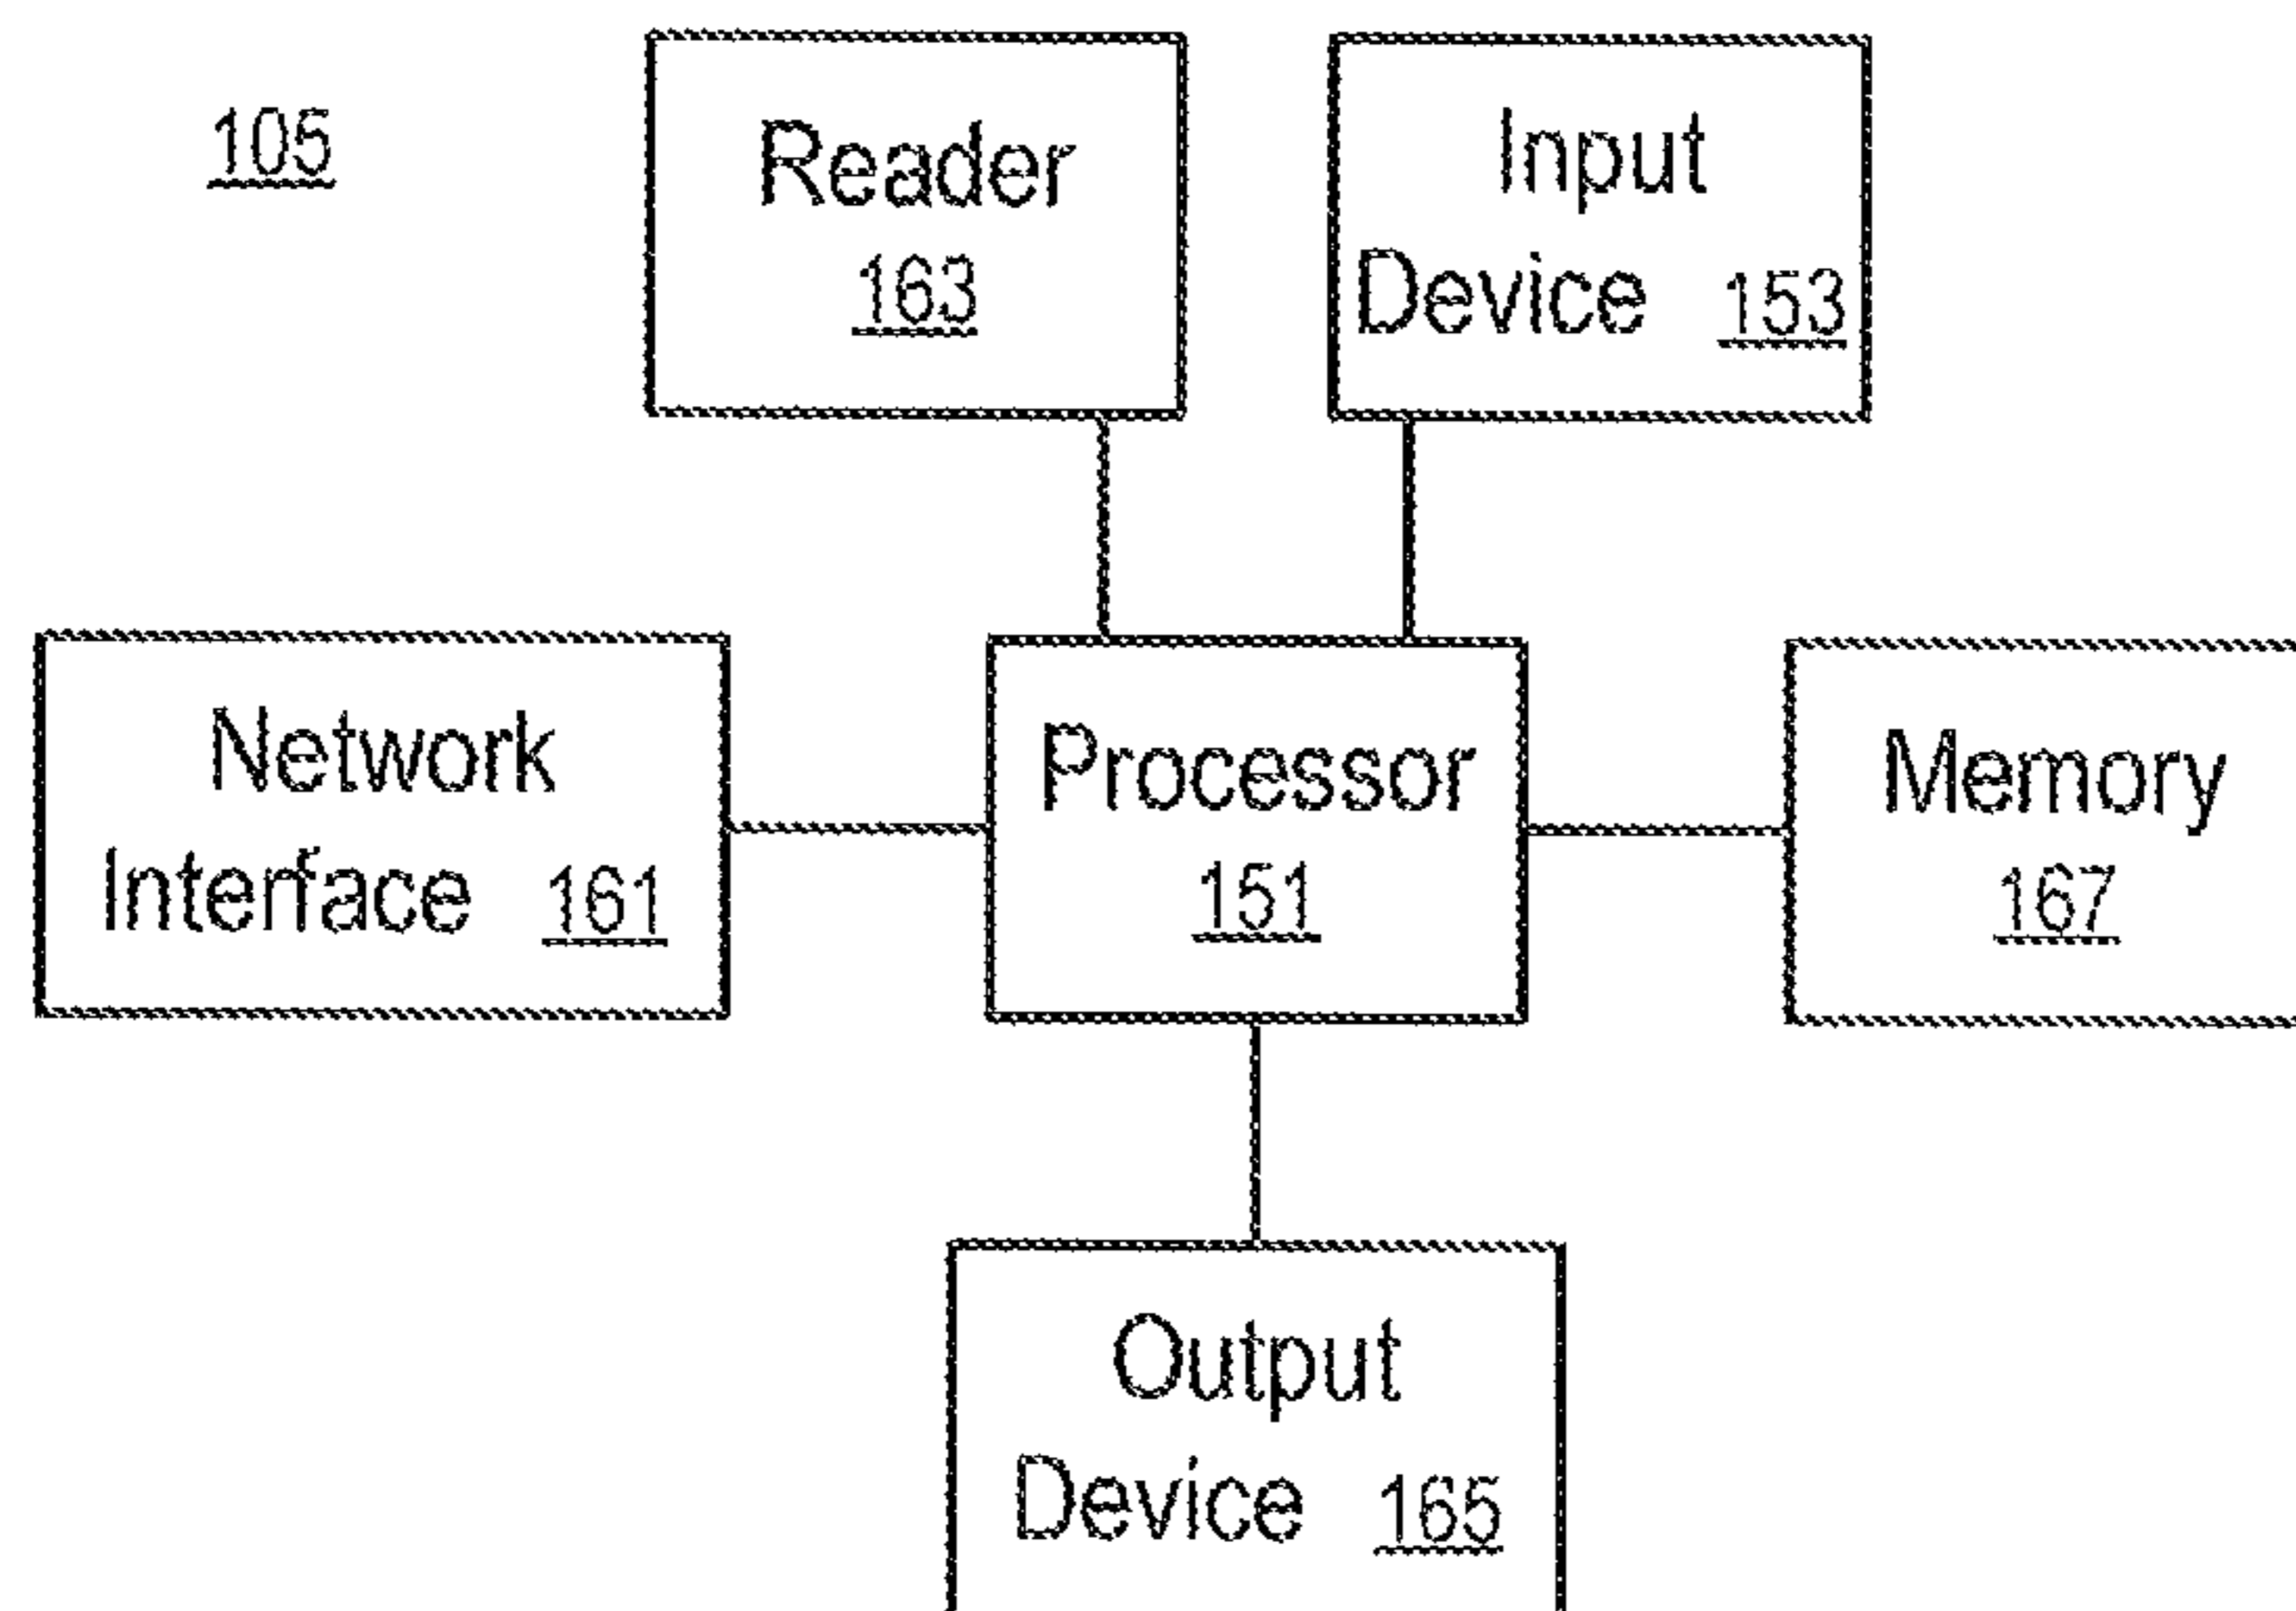 105
Reader
163
Input
Device 153
Network
Interface 161
Processor
151
Memory
167
Output
Device 165